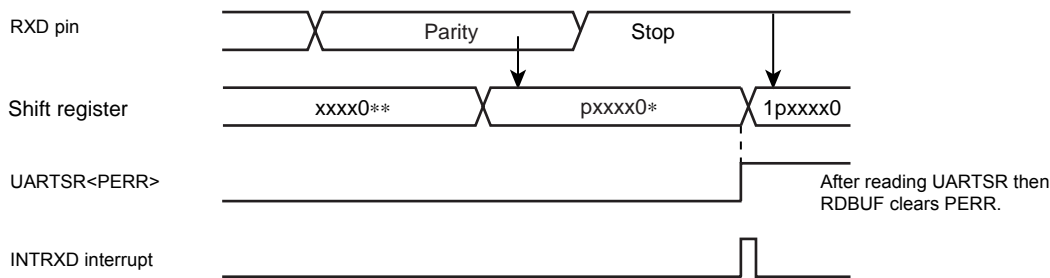 RXD pin
Parity
Stop
Shift register
xxxx0**
pxxxx0*
1pxxxx0
UARTSR<PERR>
After reading UARTSR then
RDBUF clears PERR.
INTRXD interrupt